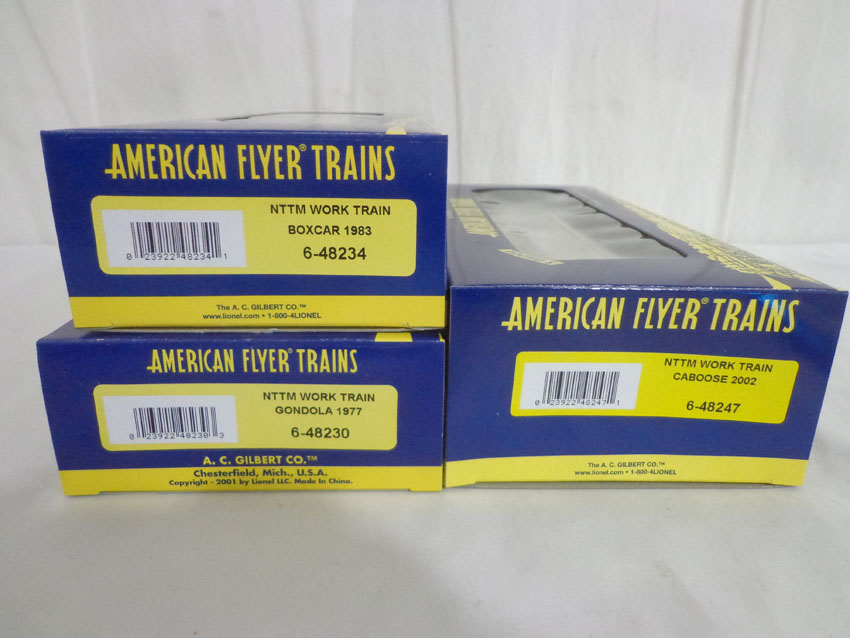 AMERICAN FLYER® TRAINS
NTTM WORK TRAIN
BOXCAR 1983
6-48234
0 23922 48234 1
The A. C. GILBERT CO.™
www.lionel.com • 1-800-4LIONEL
AMERICAN FLYER® TRAINS
NTTM WORK TRAIN
GONDOLA 1977
6-48230
0 23922 48230 3
A. C. GILBERT CO.™
Chesterfield, Mich., U.S.A.
Copyright - 2001 by Lionel LLC. Made in China.
AMERICAN FLYER® TRAINS
NTTM WORK TRAIN
CABOOSE 2002
6-48247
0 23922 48247 1
The A. C. GILBERT CO.™
www.lionel.com • 1-800-4LIONEL